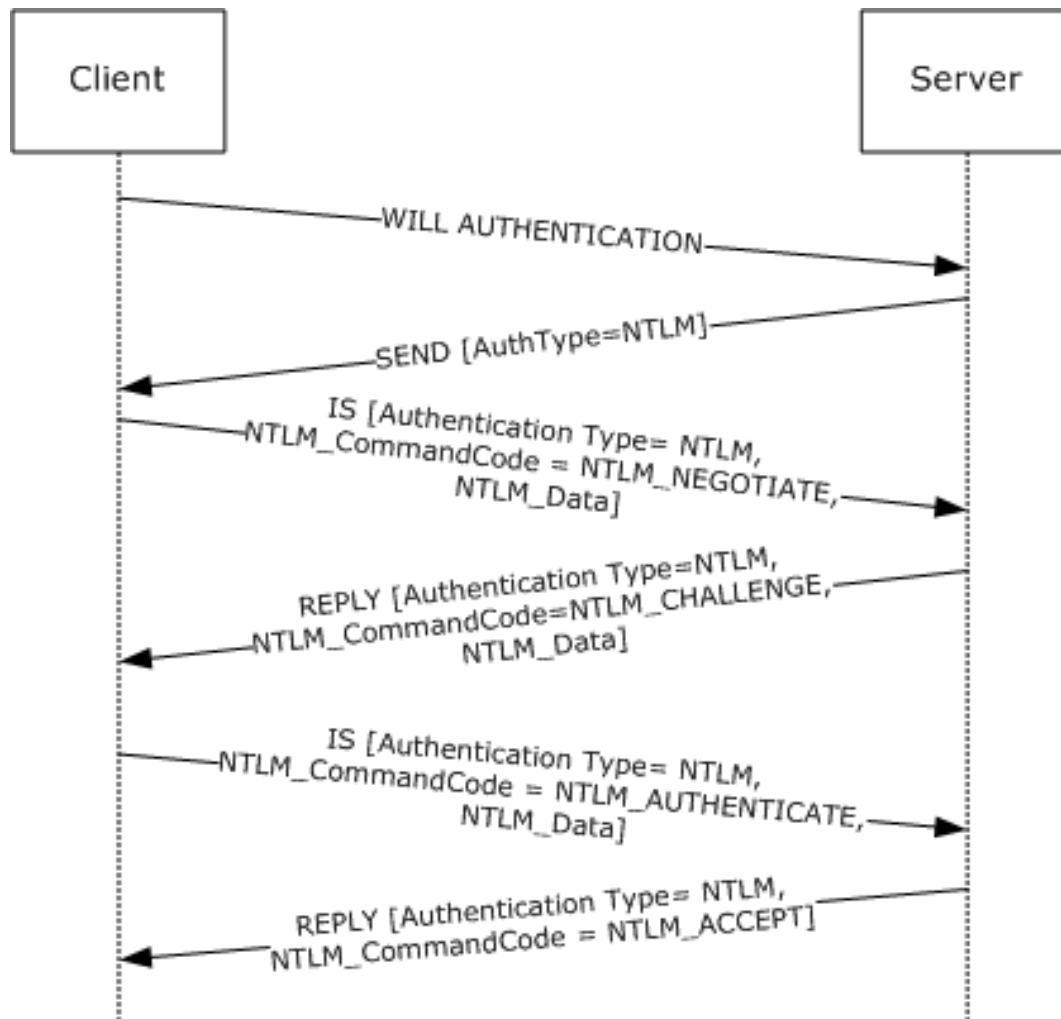 Client
Server
WILL AUTHENTICATION
SEND [AuthType=NTLM]
IS [Authentication Type= NTLM,
NTLM_CommandCode = NTLM_NEGOTIATE,
NTLM_Data]
REPLY [Authentication Type=NTLM,
NTLM_CommandCode=NTLM_CHALLENGE,
NTLM_Data]
IS [Authentication Type= NTLM,
NTLM_CommandCode = NTLM_AUTHENTICATE,
NTLM_Data]
REPLY [Authentication Type= NTLM,
NTLM_CommandCode = NTLM_ACCEPT]